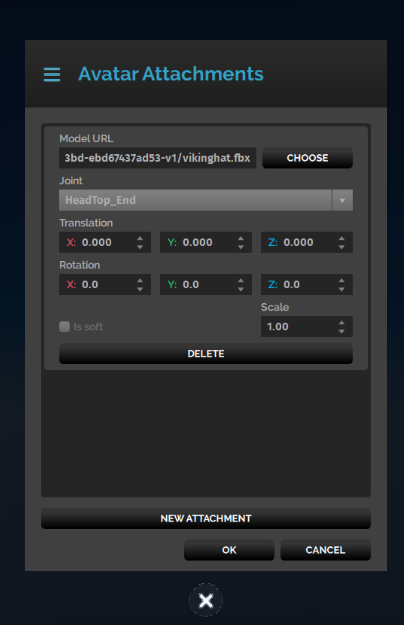 Avatar Attachments
Model URL
3bd-ebd67437ad53-v1/vikinghat.fbx CHOOSE
Joint
HeadTop_End
Translation
X: 0.000 Y: 0.000 Z: 0.000
Rotation
X: 0.0 Y: 0.0 Z: 0.0
Scale
Is soft 1.00
DELETE
NEW ATTACHMENT
OK CANCEL